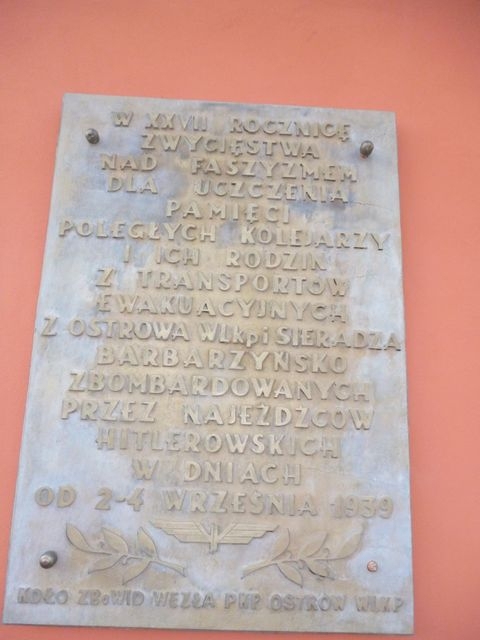 W XXVII ROCZNICĘ
ZWYCIĘSTWA
NAD FASZYZMEM
DLA UCZCZENIA
PAMIĘCI
POLEGŁYCH KOLEJARZY
I ICH RODZIN
Z TRANSPORTÓW
EWAKUACYJNYCH
Z OSTROWA WLKP I SIERADZA
BARBARZYŃSKO
ZBOMBARDOWANYCH
PRZEZ NAJEŹDŹCÓW
HITLEROWSKICH
W DNIACH
OD 2-4 WRZEŚNIA 1939
KOŁO ZBoWID WĘZŁA PKP OSTRÓW WLKP